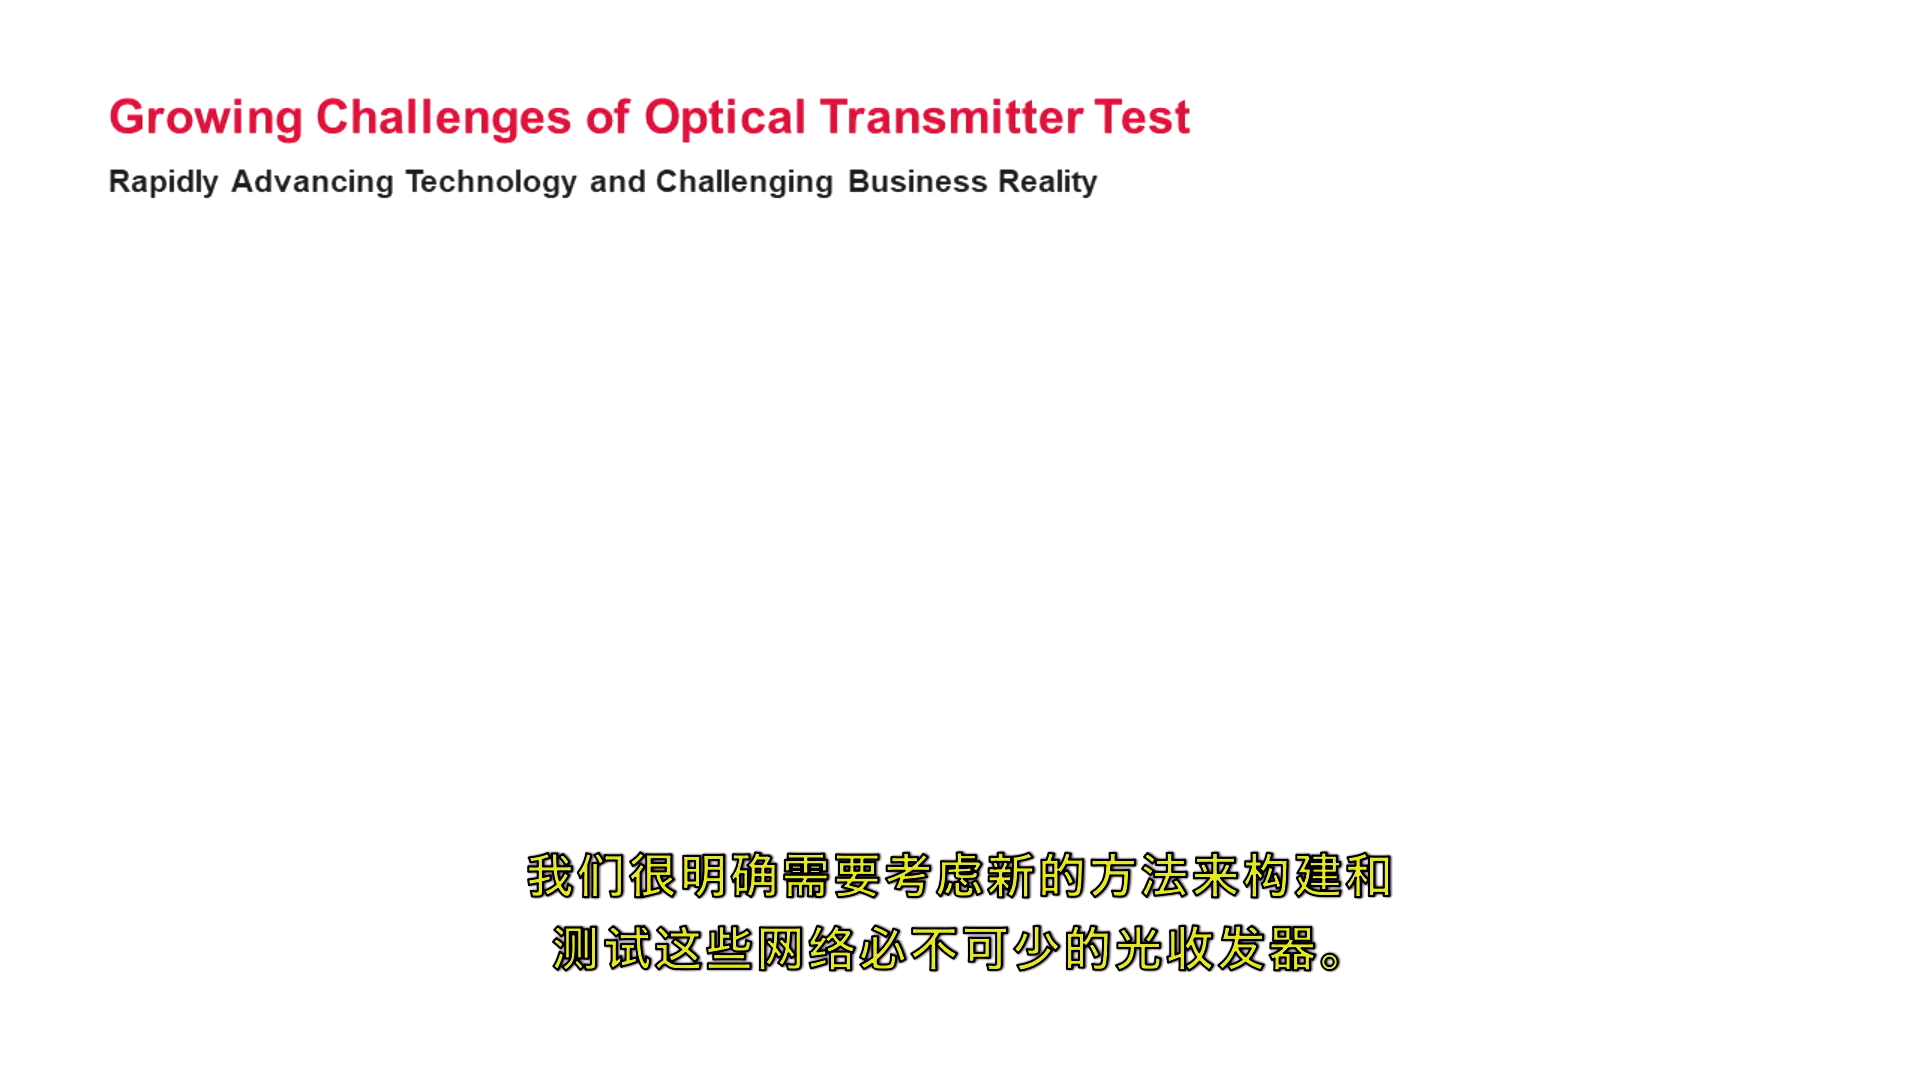 Growing Challenges of Optical Transmitter Test
Rapidly Advancing Technology and Challenging Business Reality
我们很明确需要考虑新的方法来构建和
测试这些网络必不可少的光收发器。